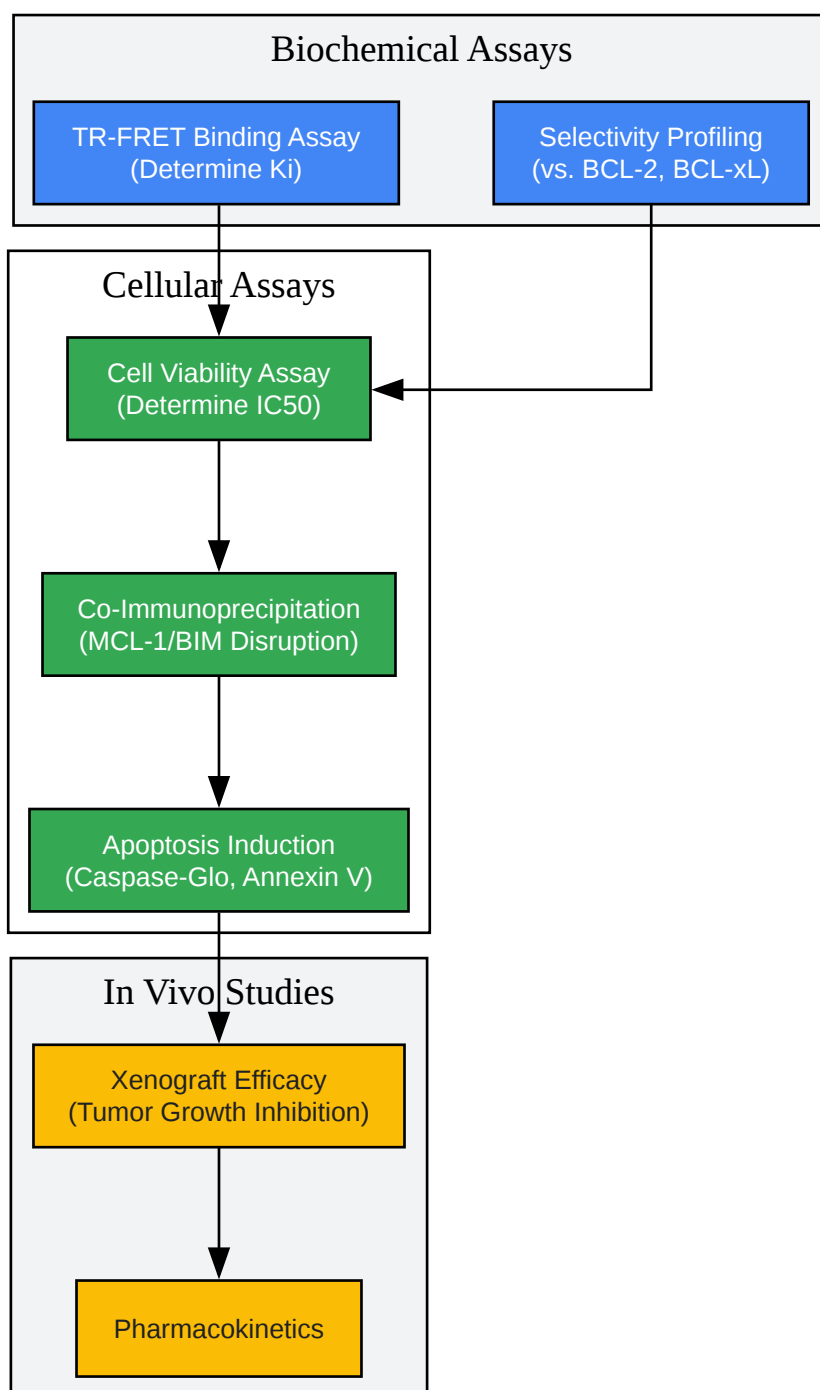 Biochemical Assays
TR-FRET Binding Assay
(Determine Ki)
Selectivity Profiling
(vs. BCL-2, BCL-xL)
Cellular Assays
Cell Viability Assay
(Determine IC50)
Co-Immunoprecipitation
(MCL-1/BIM Disruption)
Apoptosis Induction
(Caspase-Glo, Annexin V)
In Vivo Studies
Xenograft Efficacy
(Tumor Growth Inhibition)
Pharmacokinetics